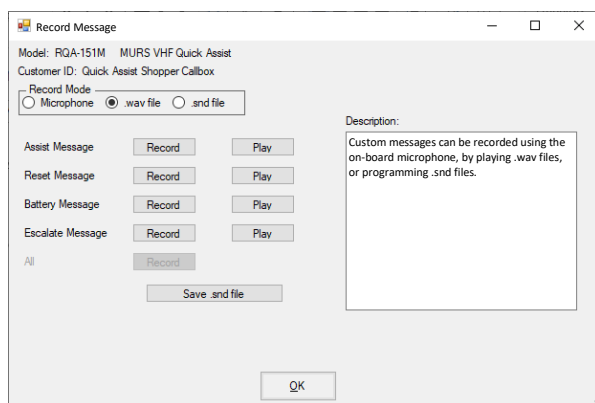 Record Message
Model: RQA-151M MURS VHF Quick Assist
Customer ID: Quick Assist Shopper Callbox
Record Mode
Microphone .wav file .snd file
Assist Message Record Play
Reset Message Record Play
Battery Message Record Play
Escalate Message Record Play
All Record
Save .snd file
Description:
Custom messages can be recorded using the
on-board microphone, by playing .wav files,
or programming .snd files.
OK